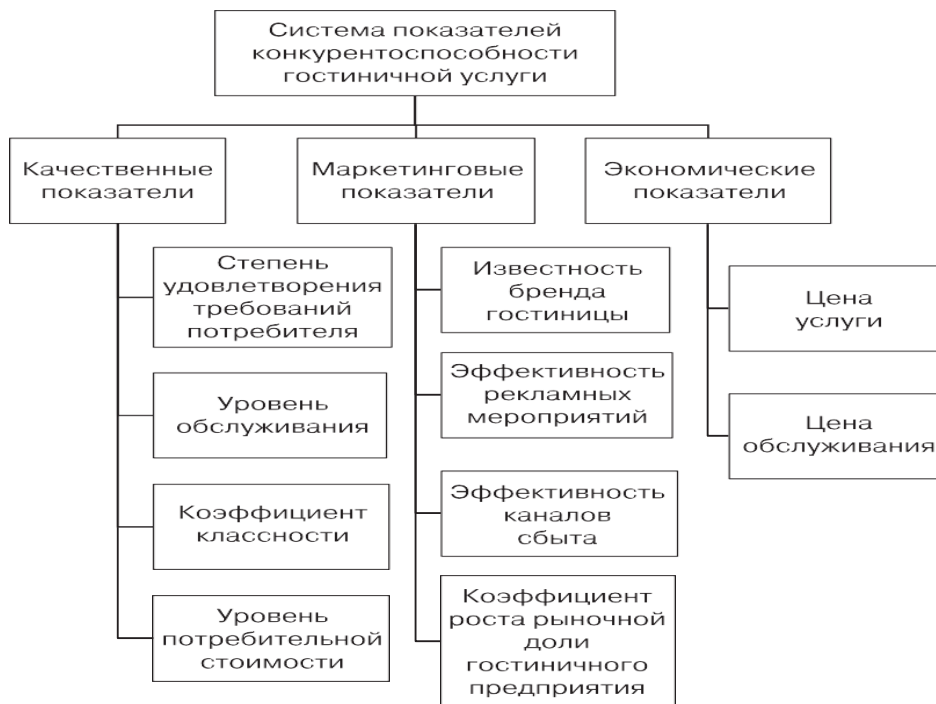 Система показателей
конкурентоспособности
гостиничной услуги
Качественные
показатели
Маркетинговые
показатели
Экономические
показатели
Степень
удовлетворения
требований
потребителя
Уровень
обслуживания
Коэффициент
классности
Уровень
потребительной
стоимости
Известность
бренда
гостиницы
Эффективность
рекламных
мероприятий
Эффективность
каналов
сбыта
Коэффициент
роста рыночной
доли
гостиничного
предприятия
Цена
услуги
Цена
обслуживания